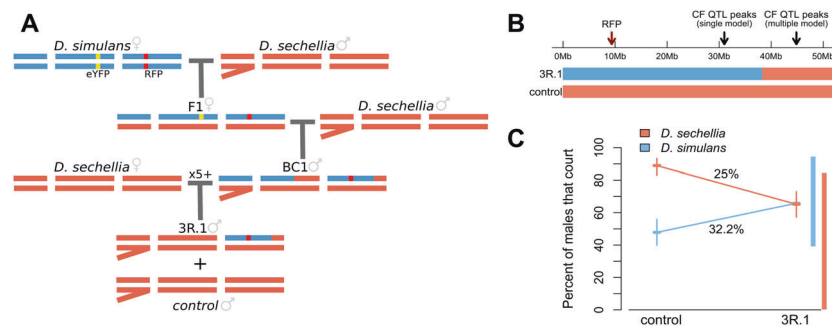 A
D. simulans♀
D. sechellia♂
eYFP
RFP
F1♀
D. sechellia♂
D. sechellia♀
x5+
BC1♂
3R.1♂
+
control♂
B
RFP
CF QTL peaks
(single model)
CF QTL peaks
(multiple model)
0Mb
10Mb
20Mb
30Mb
40Mb
50Mb
3R.1
control
C
D. sechellia
D. simulans
Percent of males that court
100
80
60
40
20
0
25%
32.2%
control
3R.1